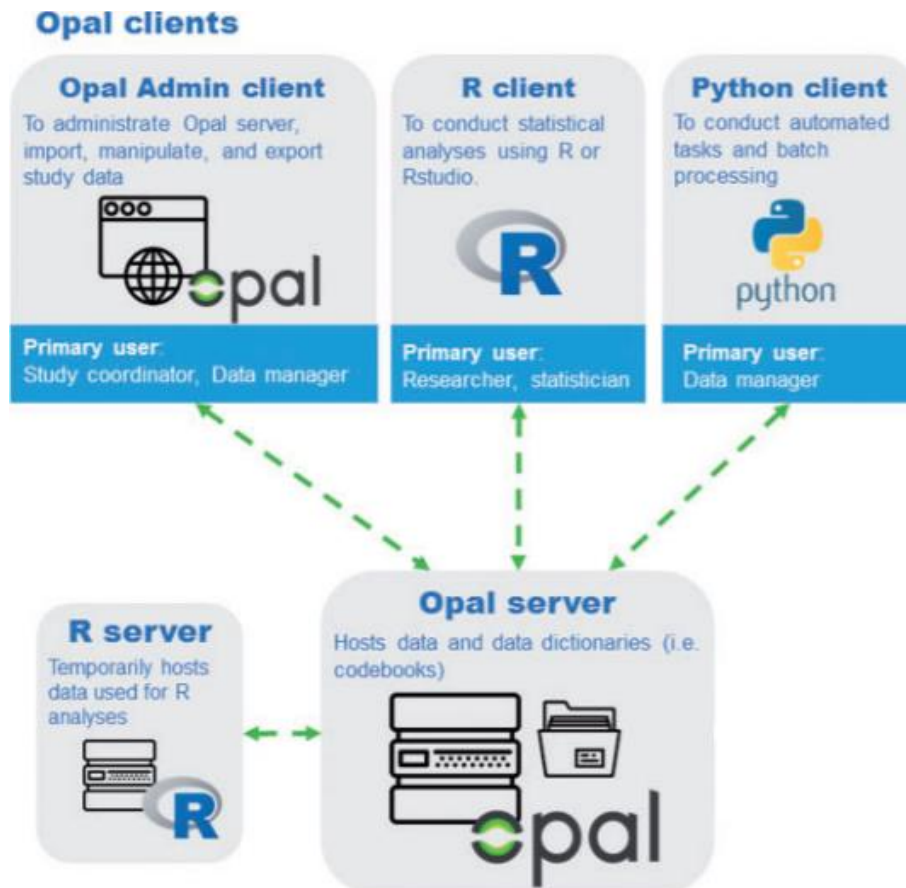 Opal clients
Opal Admin client
To administrate Opal server,
import, manipulate, and export
study data
opal
Primary user:
Study coordinator, Data manager
R client
To conduct statistical
analyses using R or
Rstudio.
R
Primary user:
Researcher, statistician
Python client
To conduct automated
tasks and batch
processing
python
Primary user:
Data manager
R server
Temporarily hosts
data used for R
analyses
R
Opal server
Hosts data and data dictionaries (i.e.
codebooks)
opal